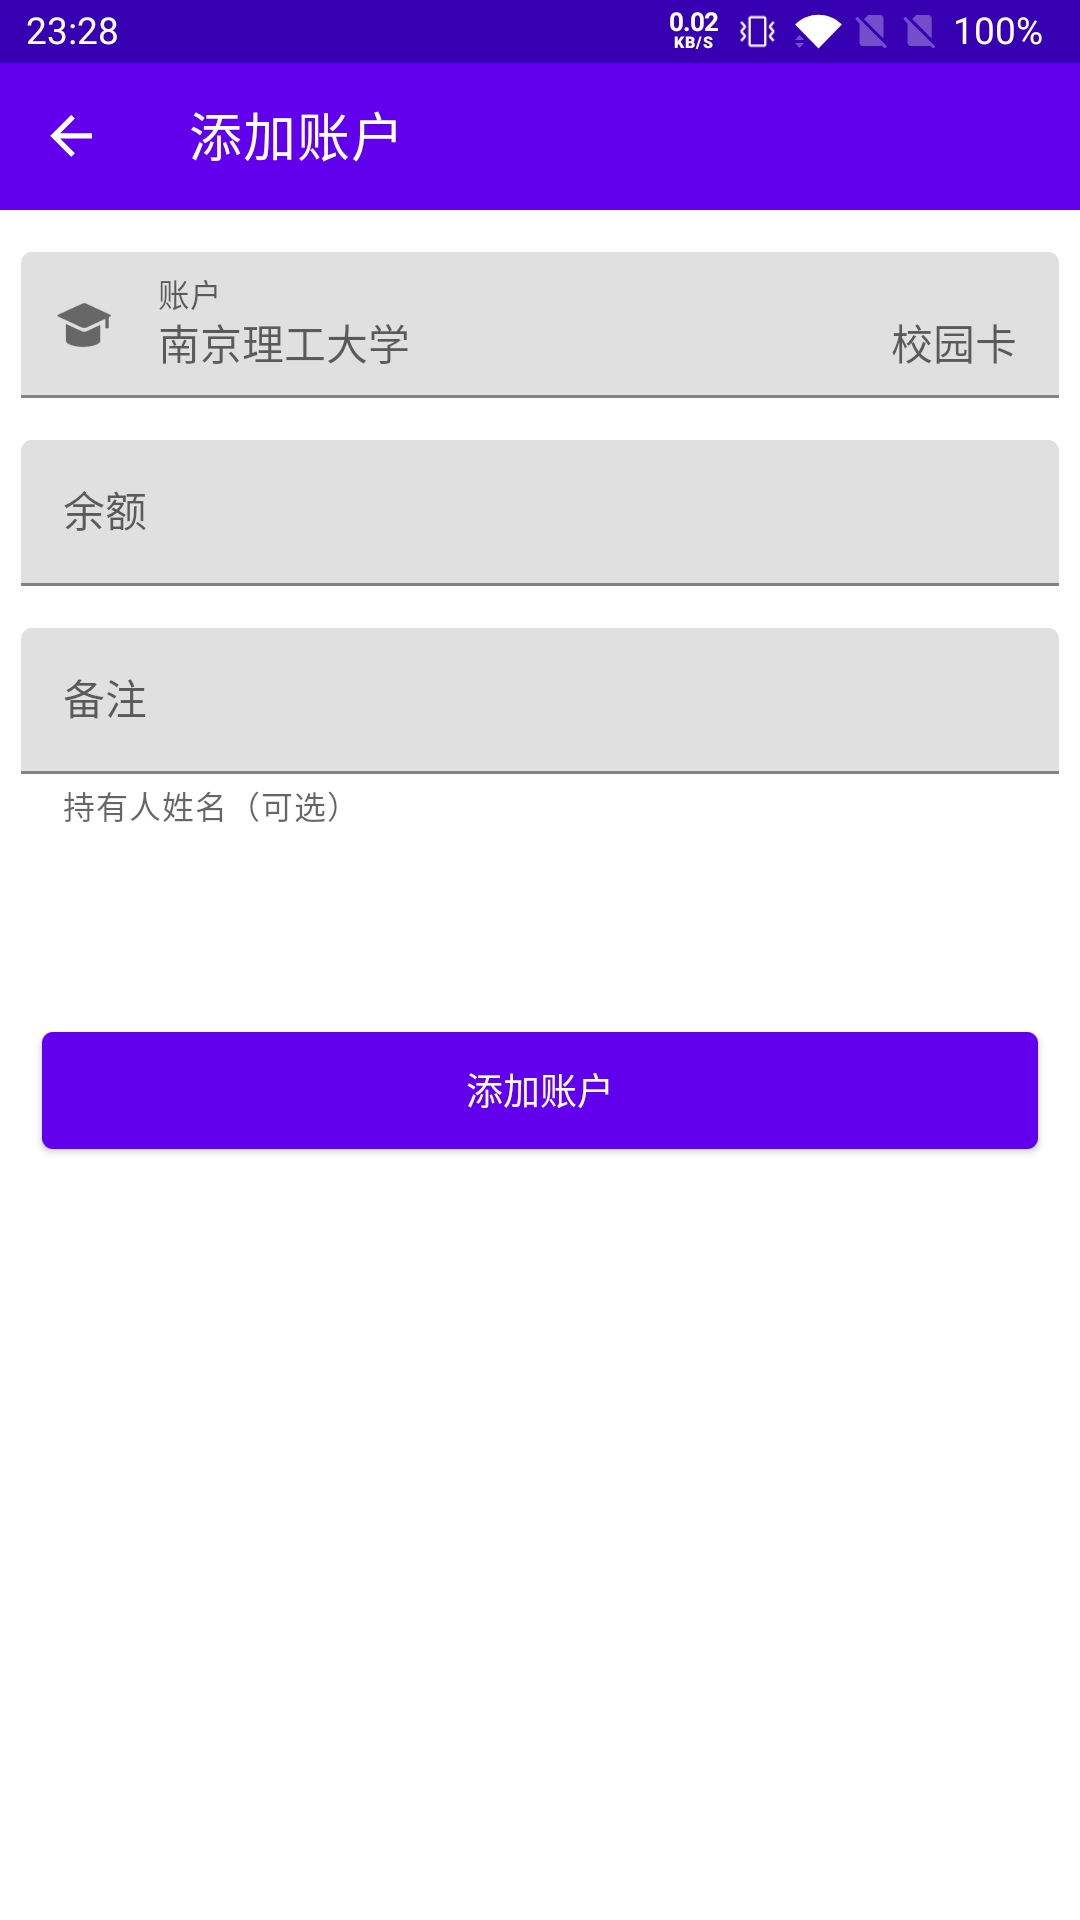 23:28
0.02
KB/S
100%
添加账户
账户
南京理工大学 校园卡
余额
备注
持有人姓名（可选）
添加账户